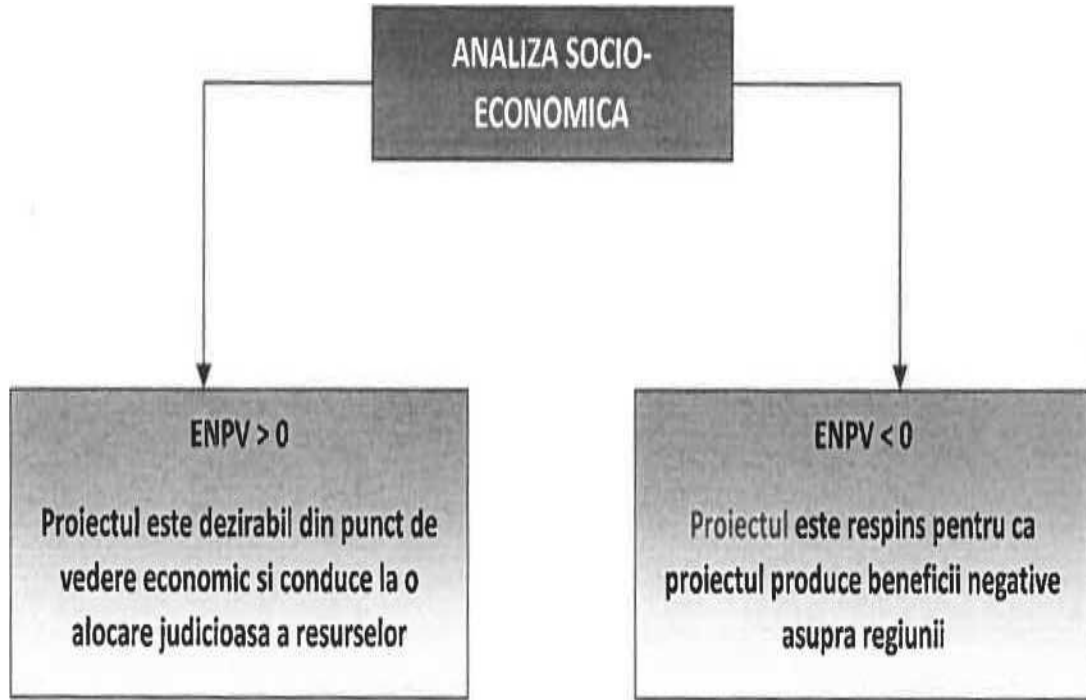 ANALIZA SOCIO-
ECONOMICA
ENPV > 0
Proiectul este dezirabil din punct de
vedere economic si conduce la o
alocare judicioasa a resurselor
ENPV < 0
Proiectul este respins pentru ca
proiectul produce beneficii negative
asupra regiunii